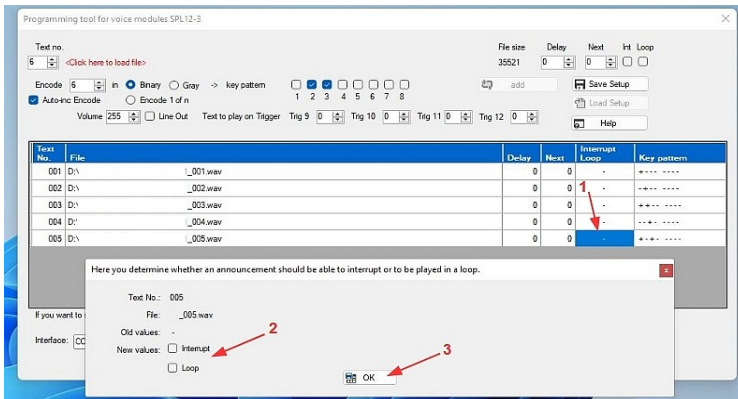 Programming tool for voice modules SPL12-3
Text no. File size Delay Next Int Loop
6 <Click here to load file> 35521 0 0
Encode 6 in Binary Gray -> key pattern add Save Setup
1 2 3 4 5 6 7 8
Auto-inc Encode Encode 1 of n Load Setup
Volume 255 Line Out Text to play on Trigger Trig 9 0 Trig 10 0 Trig 11 0 Trig 12 0 Help
Text No. File Delay Next Interrupt Loop Key pattern
001 D:\ _001.wav 0 0 - +--- ----
002 D:\ _002.wav 0 0 - -+-- ----
003 D:\ _003.wav 0 0 - ++-- ----
004 D:' _004.wav 0 0 - --+- ----
005 D:\ _005.wav 0 0 - +-+- ----
1
Here you determine whether an announcement should be able to interrupt or to be played in a loop. x
Text No.: 005
File: _005.wav
Old values: -
New values: Interrupt
Loop
2
3
OK
If you want to
Interface: CO